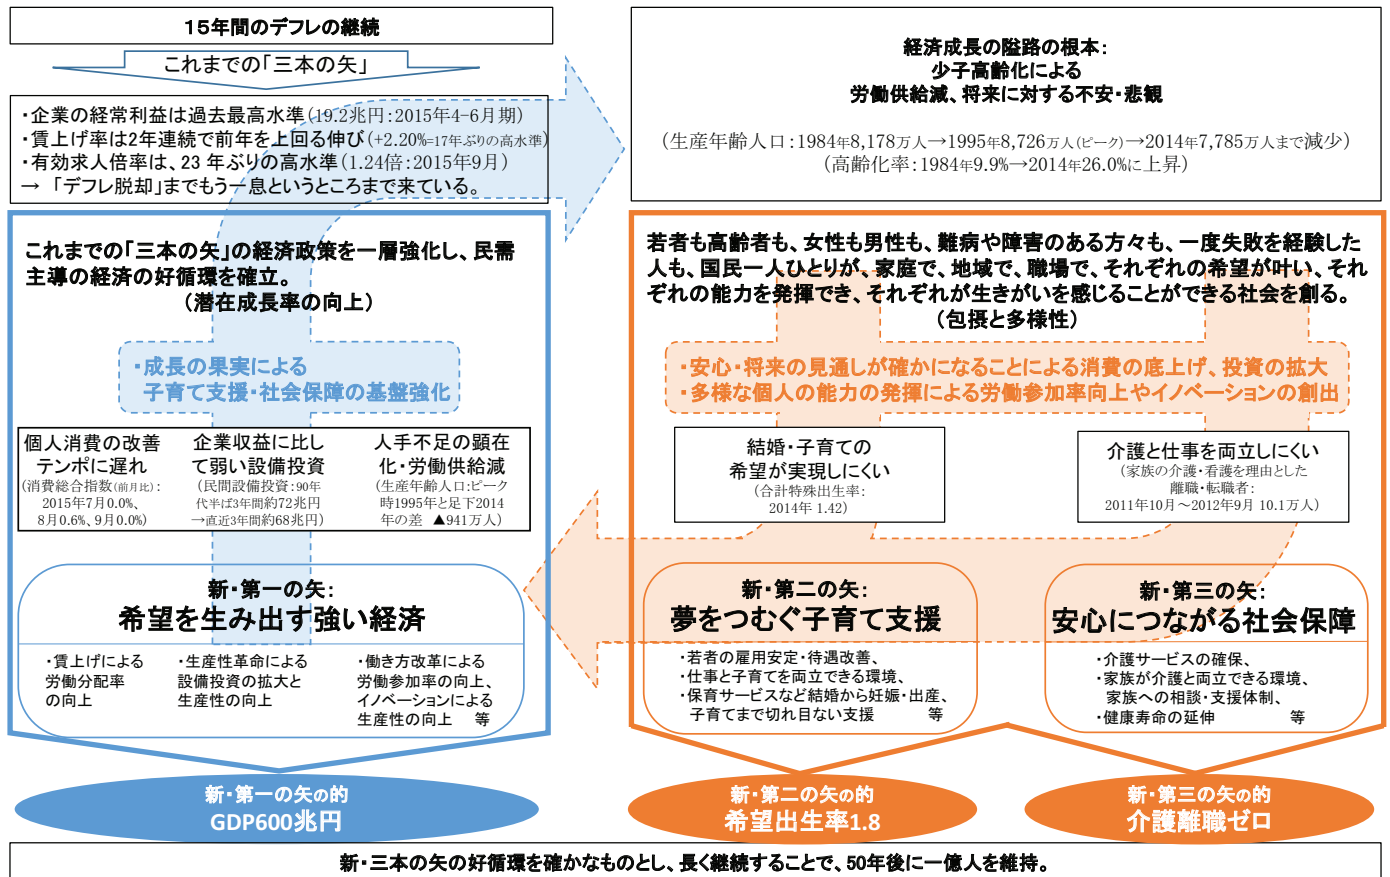 15年間のデフレの継続
これまでの「三本の矢」
・企業の経常利益は過去最高水準(19.2兆円:2015年4-6月期)
・賃上げ率は2年連続で前年を上回る伸び(+2.20%=17年ぶりの高水準)
・有効求人倍率は、23 年ぶりの高水準(1.24倍:2015年9月)
→ 「デフレ脱却」までもう一息というところまで来ている。
経済成長の隘路の根本:
少子高齢化による
労働供給減、将来に対する不安・悲観
(生産年齢人口:1984年8,178万人→1995年8,726万人(ピーク)→2014年7,785万人まで減少)
(高齢化率:1984年9.9%→2014年26.0%に上昇)
これまでの「三本の矢」の経済政策を一層強化し、民需
主導の経済の好循環を確立。
(潜在成長率の向上)
・成長の果実による
子育て支援・社会保障の基盤強化
個人消費の改善
テンポに遅れ
(消費総合指数(前月比):
2015年7月0.0%、
8月0.6%、9月0.0%)
企業収益に比し
て弱い設備投資
(民間設備投資:90年
代半ば3年間約72兆円
→直近3年間約68兆円)
人手不足の顕在
化・労働供給減
(生産年齢人口:ピーク
時1995年と足下2014
年の差 ▲941万人)
新・第一の矢:
希望を生み出す強い経済
・賃上げによる
労働分配率
の向上
・生産性革命による
設備投資の拡大と
生産性の向上
・働き方改革による
労働参加率の向上、
イノベーションによる
生産性の向上 等
新・第一の矢の的
GDP600兆円
若者も高齢者も、女性も男性も、難病や障害のある方々も、一度失敗を経験した
人も、国民一人ひとりが、家庭で、地域で、職場で、それぞれの希望が叶い、それ
ぞれの能力を発揮でき、それぞれが生きがいを感じることができる社会を創る。
(包摂と多様性)
・安心・将来の見通しが確かになることによる消費の底上げ、投資の拡大
・多様な個人の能力の発揮による労働参加率向上やイノベーションの創出
結婚・子育ての
希望が実現しにくい
(合計特殊出生率:
2014年 1.42)
介護と仕事を両立しにくい
(家族の介護・看護を理由とした
離職・転職者:
2011年10月～2012年9月 10.1万人)
新・第二の矢:
夢をつむぐ子育て支援
・若者の雇用安定・待遇改善、
・仕事と子育てを両立できる環境、
・保育サービスなど結婚から妊娠・出産、
子育てまで切れ目ない支援 等
新・第三の矢:
安心につながる社会保障
・介護サービスの確保、
・家族が介護と両立できる環境、
家族への相談・支援体制、
・健康寿命の延伸 等
新・第二の矢の的
希望出生率1.8
新・第三の矢の的
介護離職ゼロ
新・三本の矢の好循環を確かなものとし、長く継続することで、50年後に一億人を維持。